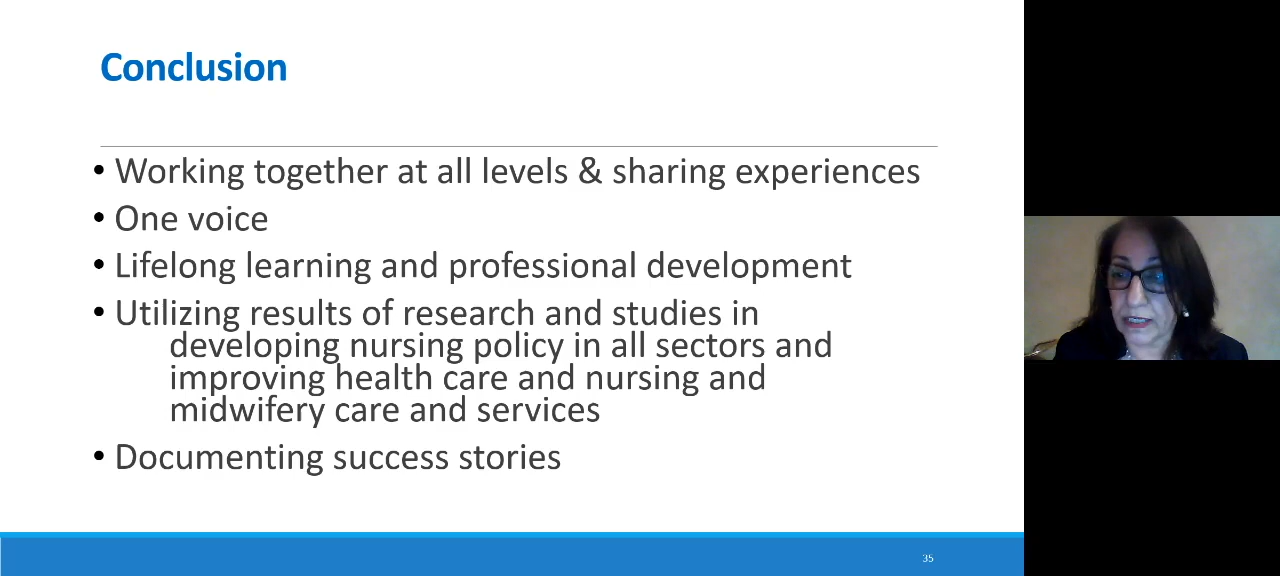 Conclusion
• Working together at all levels & sharing experiences
• One voice
• Lifelong learning and professional development
• Utilizing results of research and studies in
developing nursing policy in all sectors and
improving health care and nursing and
midwifery care and services
• Documenting success stories
35